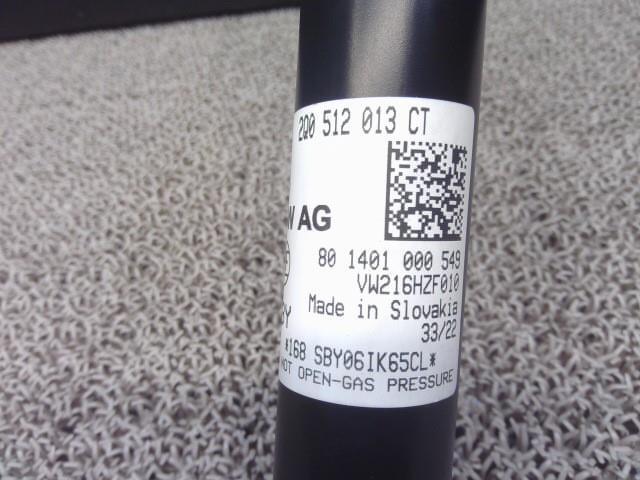 2Q0 512 013 CT
W AG
80 1401 000 549
VW216HZF010
Made in Slovakia
33/22
BY
*168 SBY06IK65CL*
NOT OPEN-GAS PRESSURE